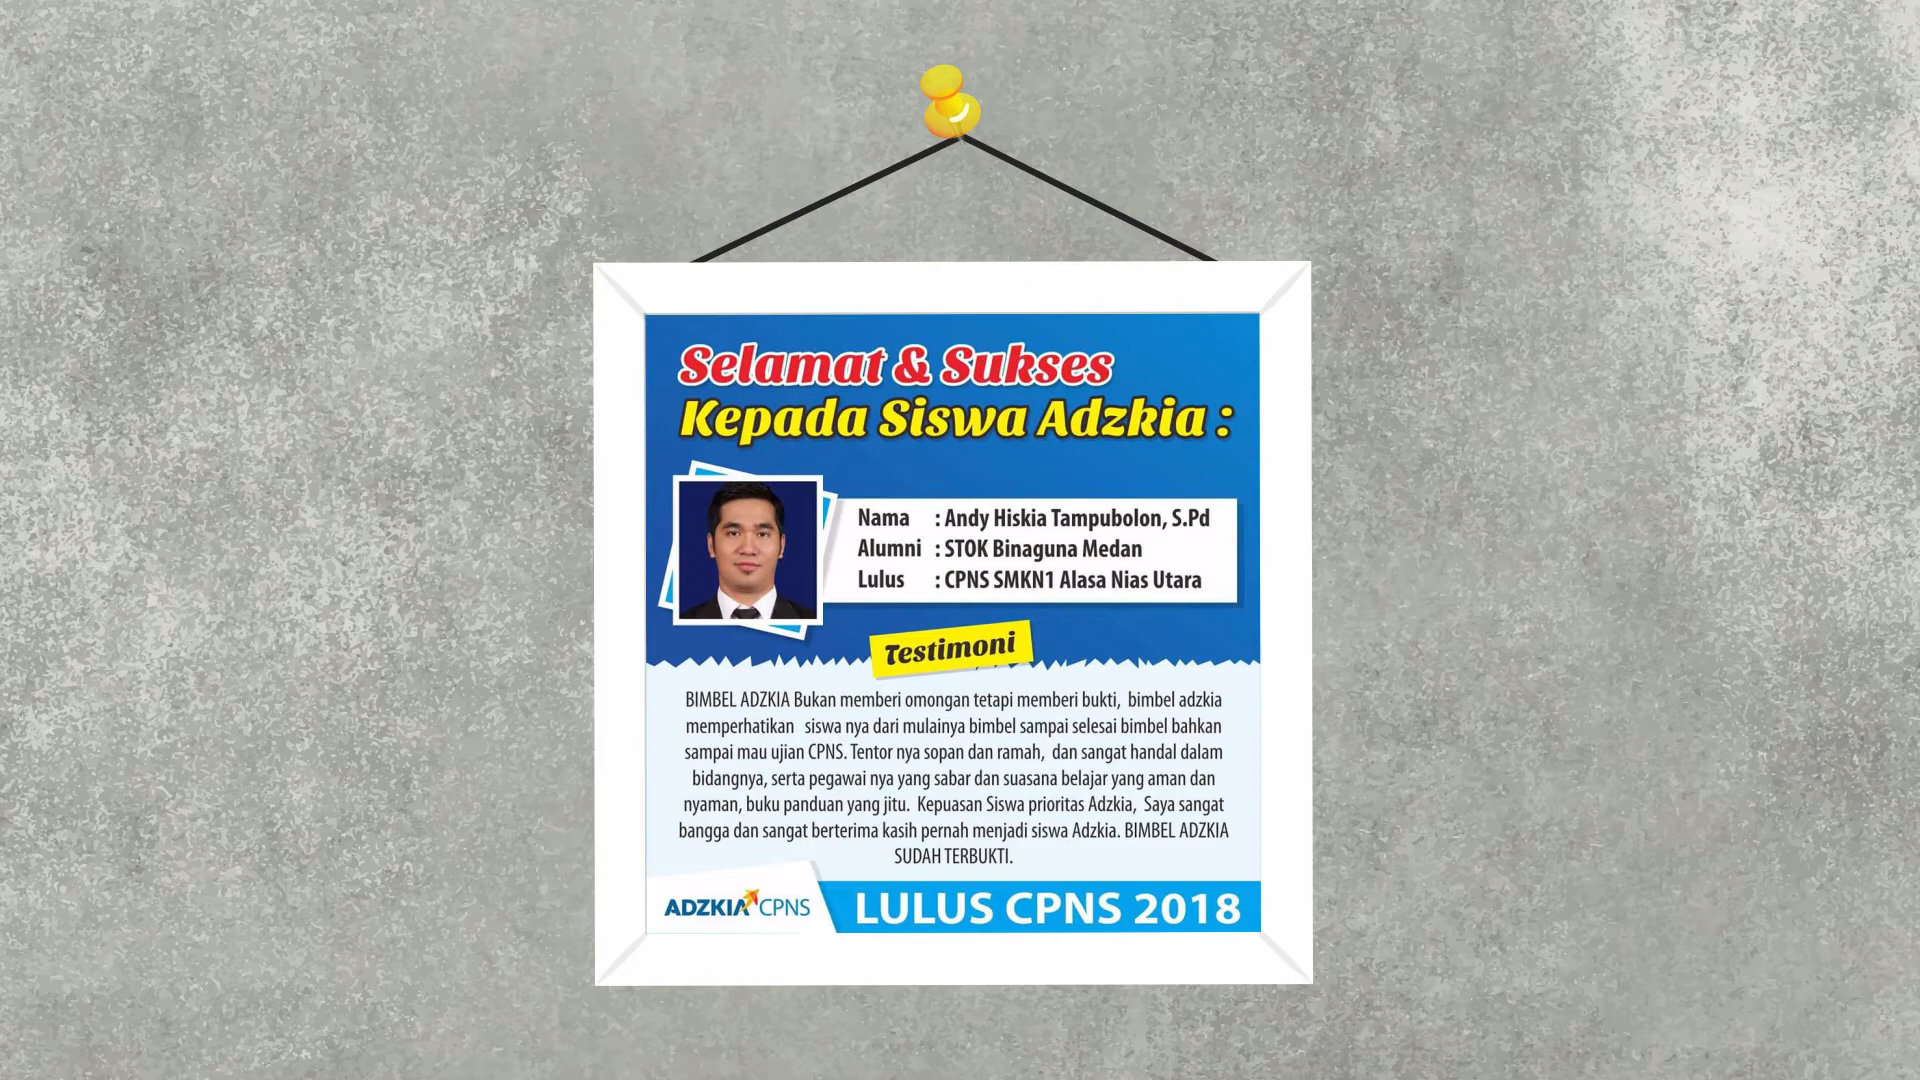 Selamat & Sukses
Kepada Siswa Adzkia :
Nama : Andy Hiskia Tampubolon, S.Pd
Alumni : STOK Binaguna Medan
Lulus : CPNS SMKN1 Alasa Nias Utara
Testimoni
BIMBEL ADZKIA Bukan memberi omongan tetapi memberi bukti, bimbel adzkia
memperhatikan siswa nya dari mulainya bimbel sampai selesai bimbel bahkan
sampai mau ujian CPNS. Tentor nya sopan dan ramah, dan sangat handal dalam
bidangnya, serta pegawai nya yang sabar dan suasana belajar yang aman dan
nyaman, buku panduan yang jitu. Kepuasan Siswa prioritas Adzkia, Saya sangat
bangga dan sangat berterima kasih pernah menjadi siswa Adzkia. BIMBEL ADZKIA
SUDAH TERBUKTI.
ADZKIA CPNS
LULUS CPNS 2018